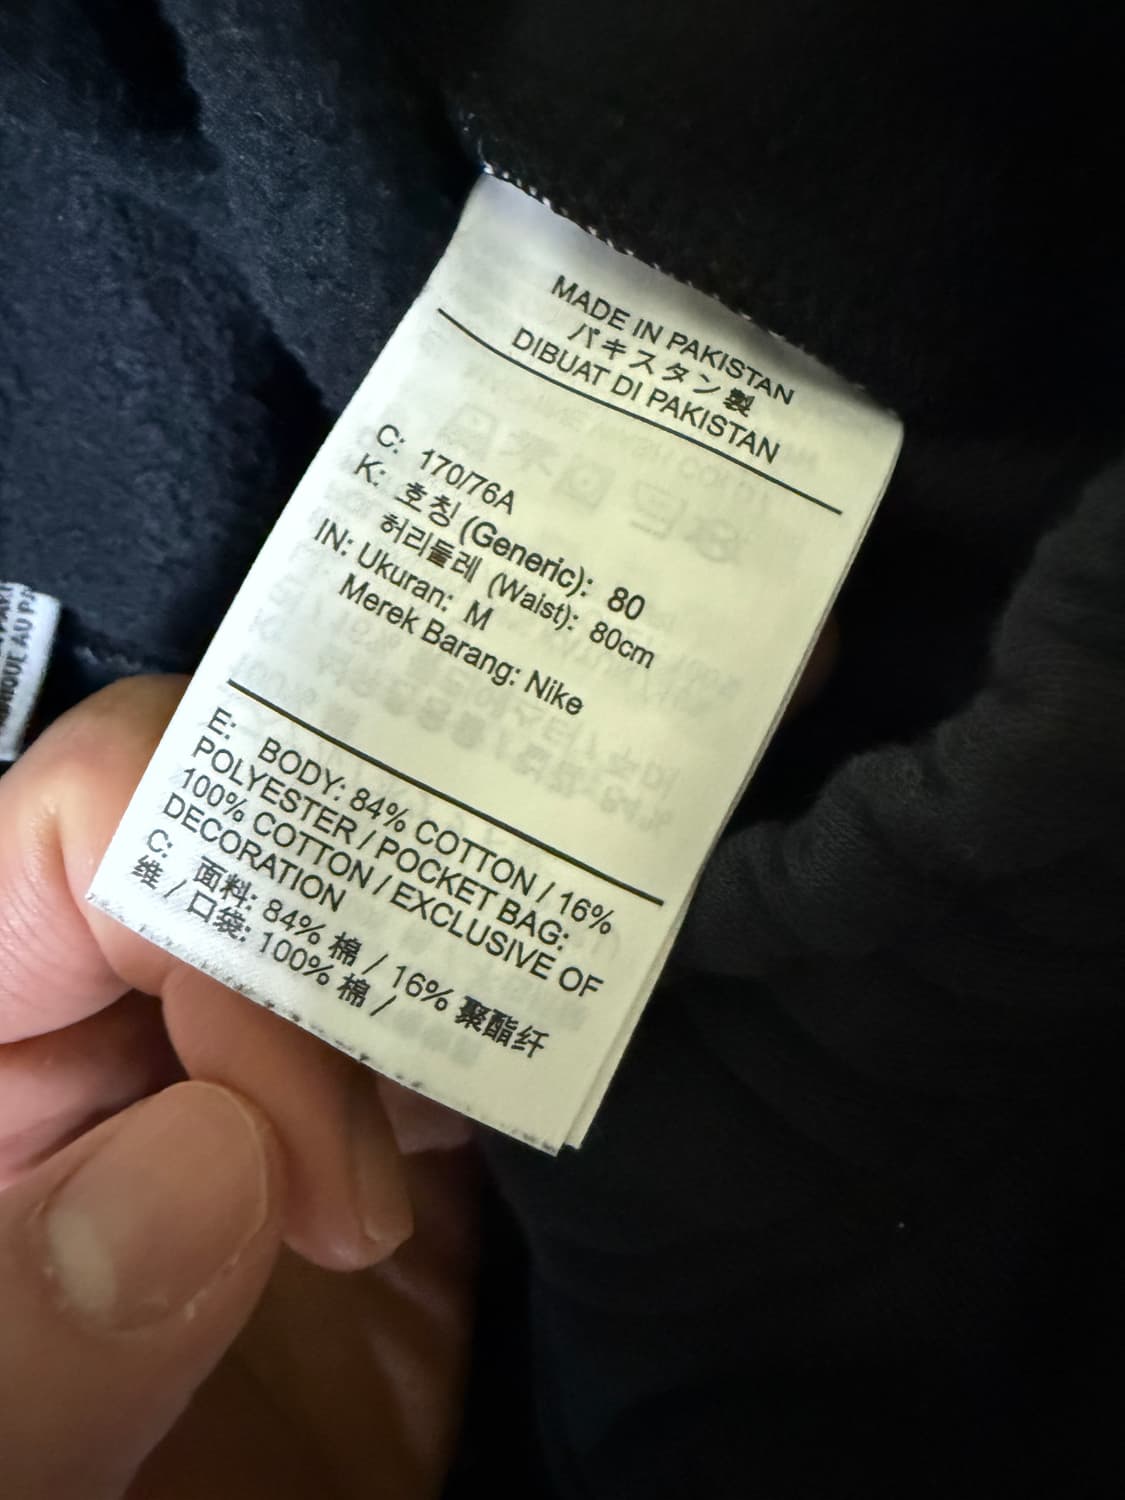 MADE IN PAKISTAN
パキスタン製
DIBUAT DI PAKISTAN
C: 170/76A
K: 호칭 (Generic): 80
허리둘레 (Waist): 80cm
IN: Ukuran: M
Merek Barang: Nike
E: BODY: 84% COTTON / 16%
POLYESTER / POCKET BAG:
100% COTTON / EXCLUSIVE OF
DECORATION
C: 面料: 84% 棉 / 16% 聚酯纤
维 / 口袋: 100% 棉 /